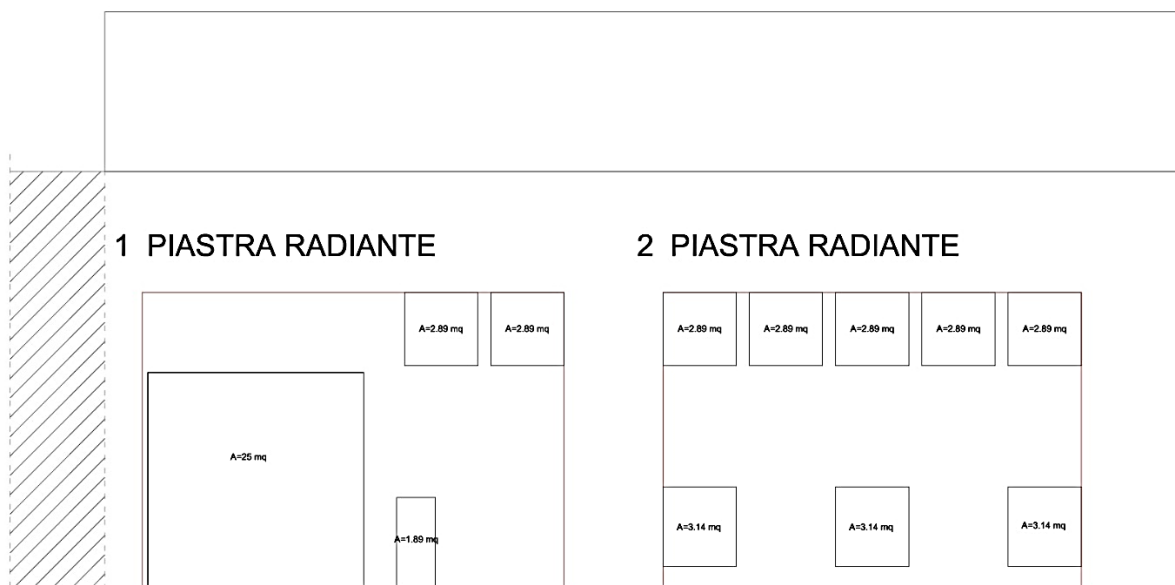 1 PIASTRA RADIANTE
2 PIASTRA RADIANTE
A=2.89 mq
A=2.89 mq
A=2.89 mq
A=2.89 mq
A=2.89 mq
A=2.89 mq
A=2.89 mq
A=25 mq
A=3.14 mq
A=3.14 mq
A=3.14 mq
A=1.89 mq